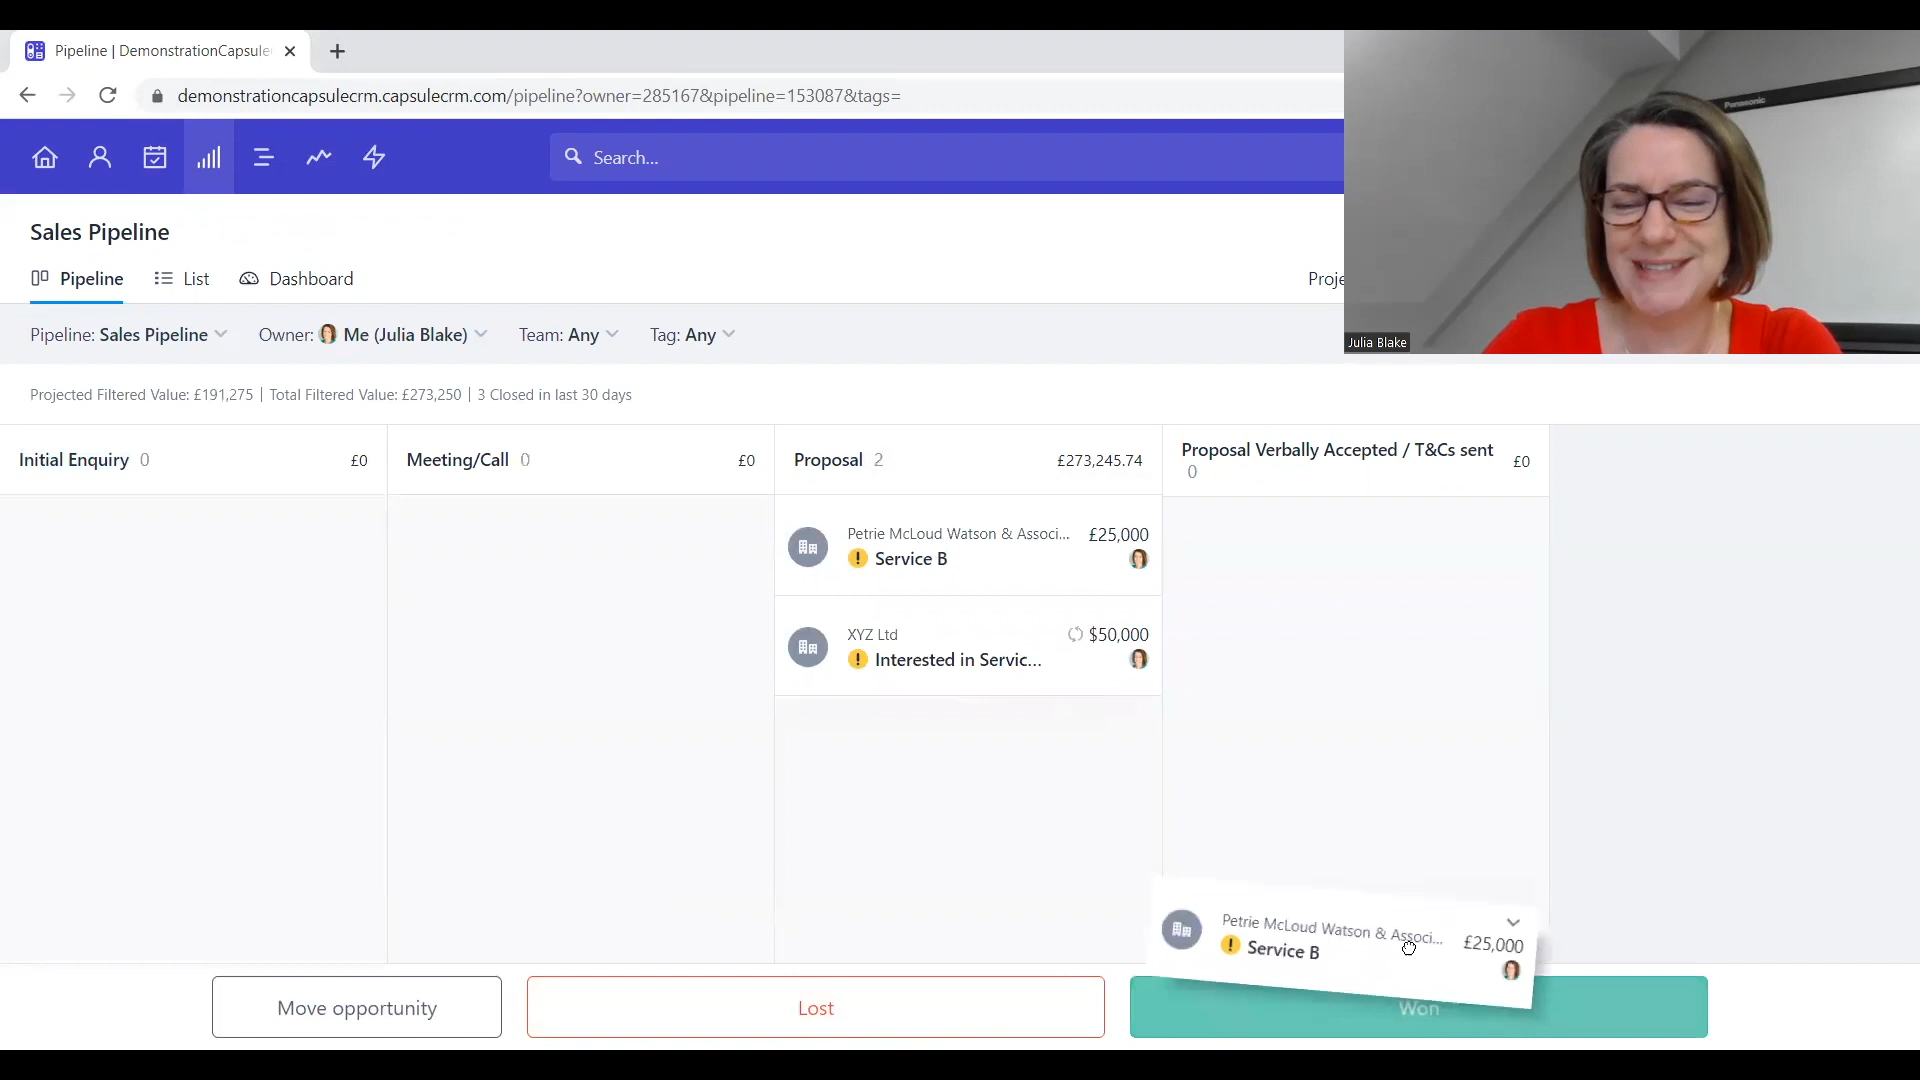 Pipeline | DemonstrationCapsule
demonstrationcapsulecrm.capsulecrm.com/pipeline?owner=285167&pipeline=153087&tags=
Search...
Panasonic
Julia Blake
Sales Pipeline
Pipeline List Dashboard Proje
Pipeline: Sales Pipeline Owner: Me (Julia Blake) Team: Any Tag: Any
Projected Filtered Value: £191,275 | Total Filtered Value: £273,250 | 3 Closed in last 30 days
Initial Enquiry 0 £0
Meeting/Call 0 £0
Proposal 2 £273,245.74
Proposal Verbally Accepted / T&Cs sent
0 £0
Petrie McLoud Watson & Associ... £25,000
Service B
XYZ Ltd $50,000
Interested in Servic...
Petrie McLoud Watson & Associ... £25,000
Service B
Move opportunity
Lost
Won